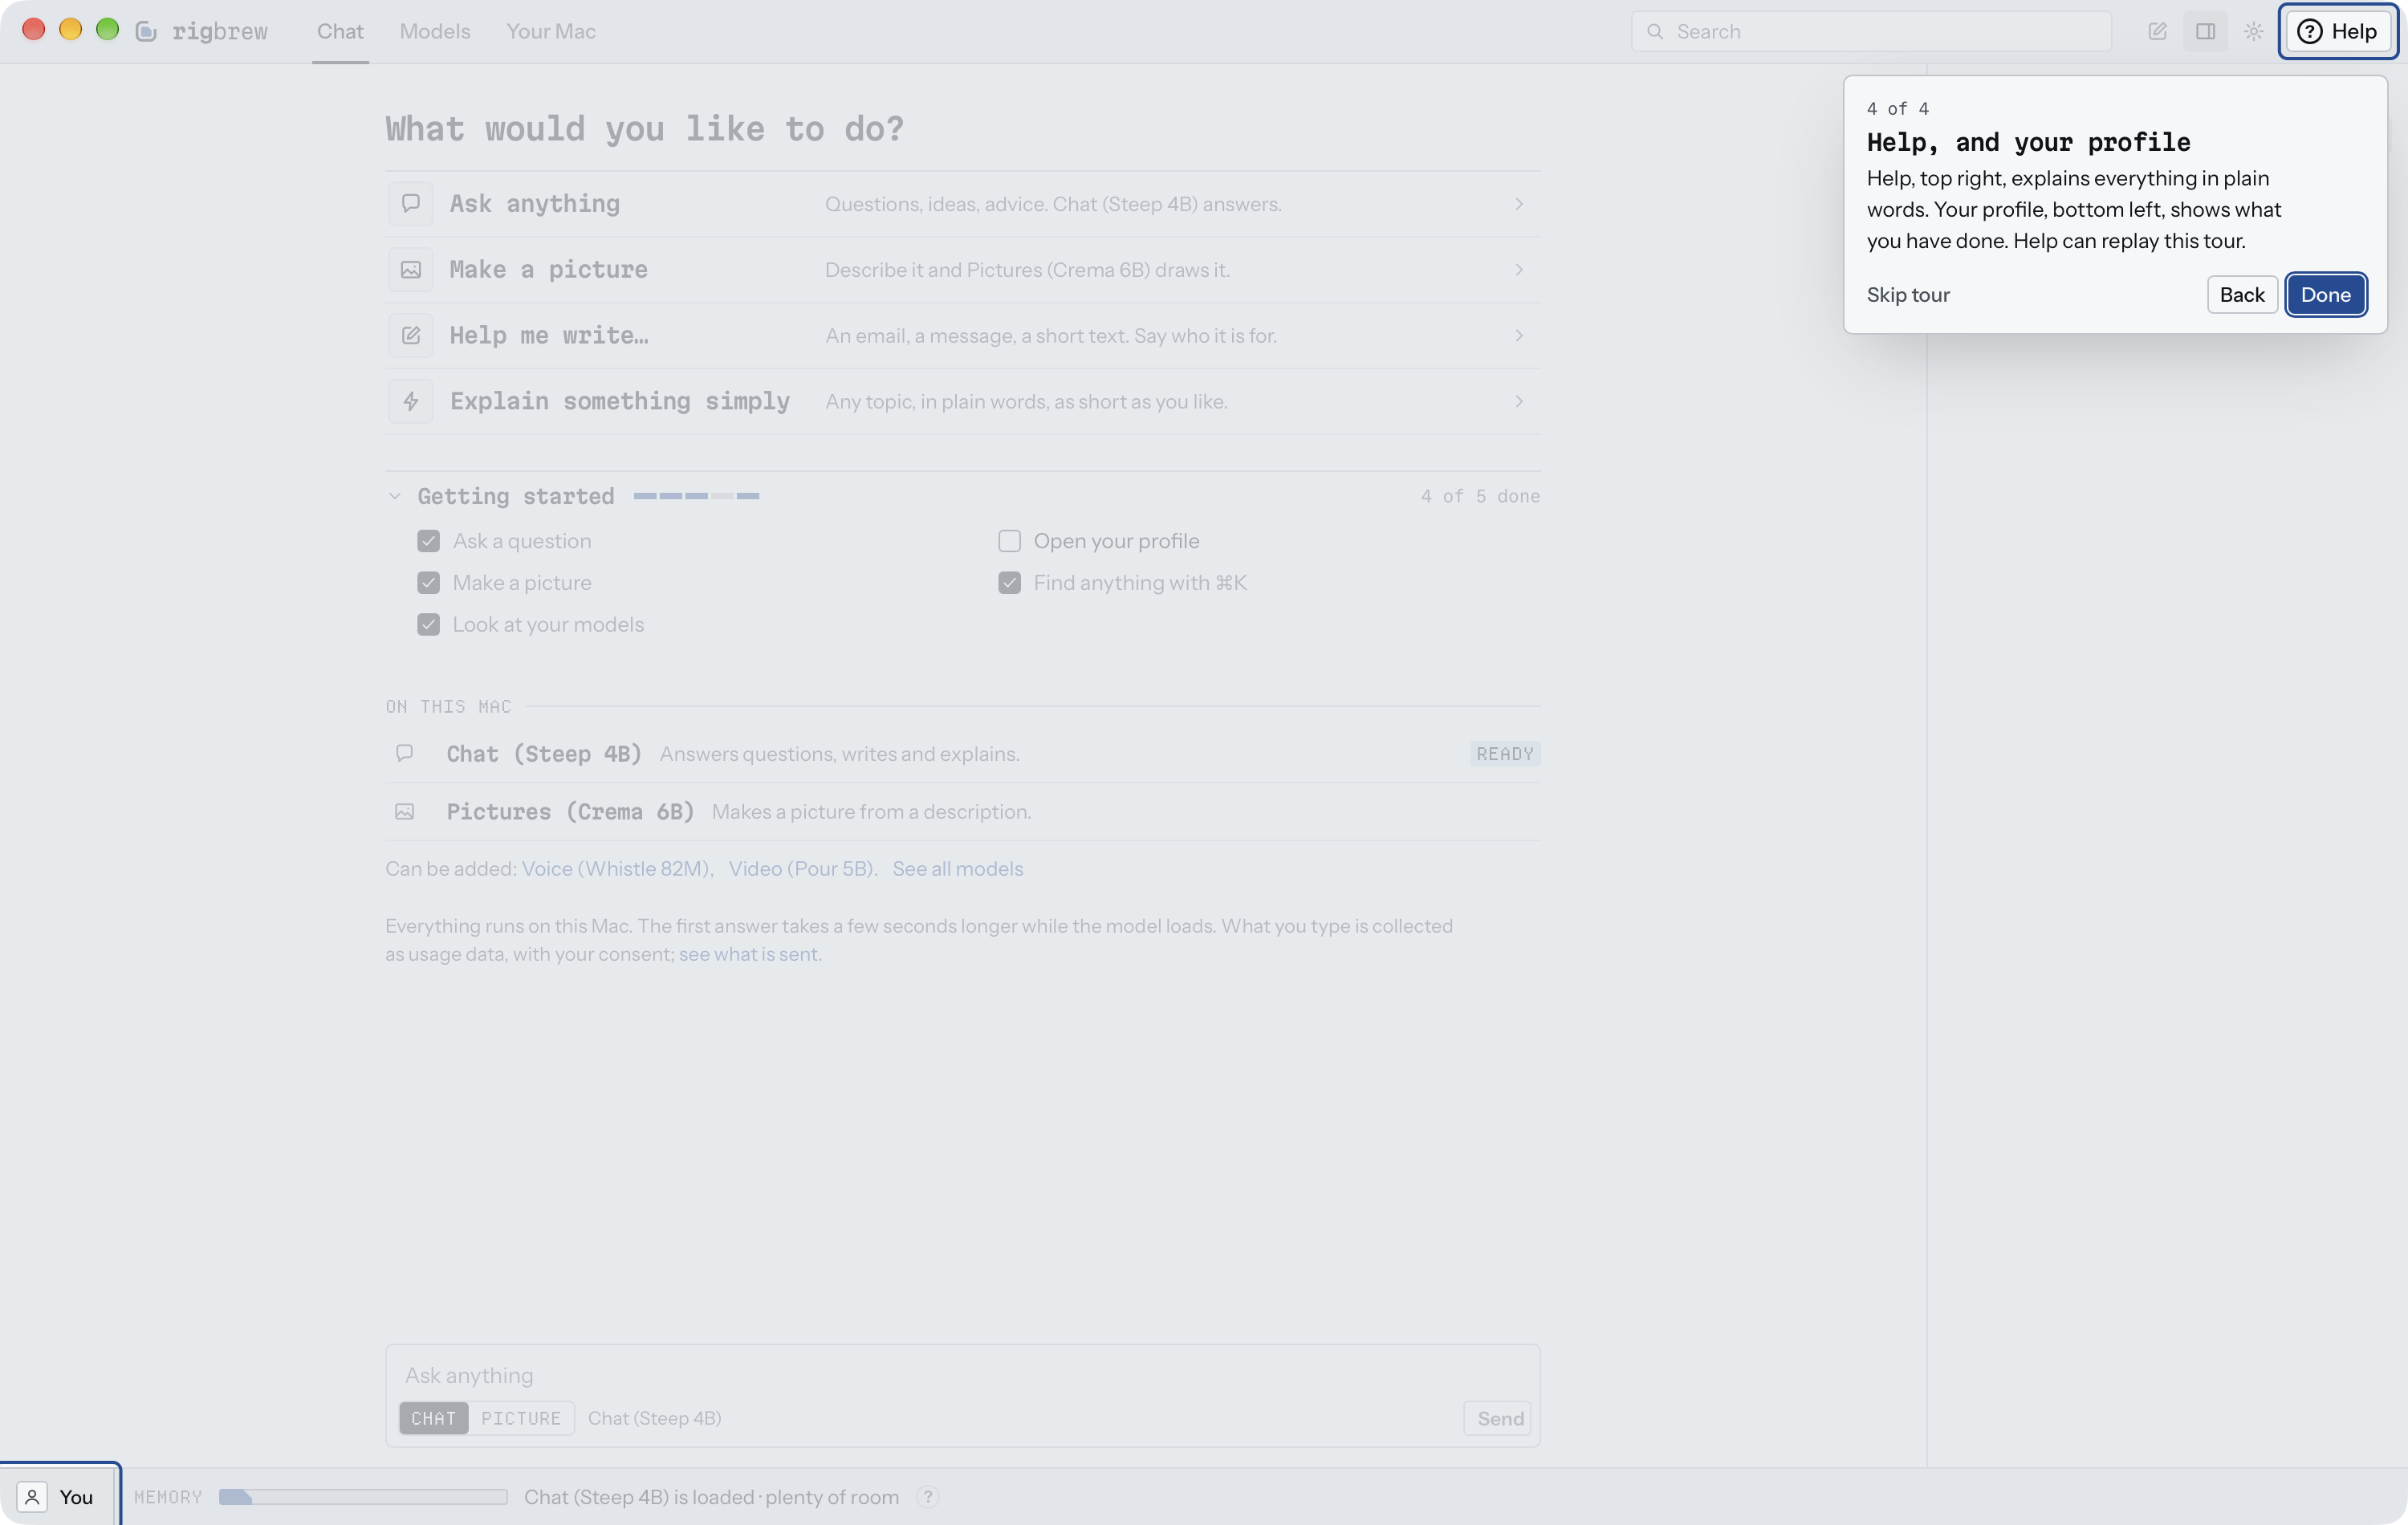 rigbrew
Chat
Models
Your Mac
Search
Help
4 of 4
Help, and your profile
Help, top right, explains everything in plain
words. Your profile, bottom left, shows what
you have done. Help can replay this tour.
Skip tour
Back
Done
What would you like to do?
Ask anything
Questions, ideas, advice. Chat (Steep 4B) answers.
Make a picture
Describe it and Pictures (Crema 6B) draws it.
Help me write…
An email, a message, a short text. Say who it is for.
Explain something simply
Any topic, in plain words, as short as you like.
Getting started
4 of 5 done
Ask a question
Make a picture
Look at your models
Open your profile
Find anything with ⌘K
ON THIS MAC
Chat (Steep 4B) Answers questions, writes and explains.
READY
Pictures (Crema 6B) Makes a picture from a description.
Can be added: Voice (Whistle 82M), Video (Pour 5B). See all models
Everything runs on this Mac. The first answer takes a few seconds longer while the model loads. What you type is collected
as usage data, with your consent; see what is sent.
Ask anything
CHAT
PICTURE
Chat (Steep 4B)
Send
You
MEMORY
Chat (Steep 4B) is loaded · plenty of room
?